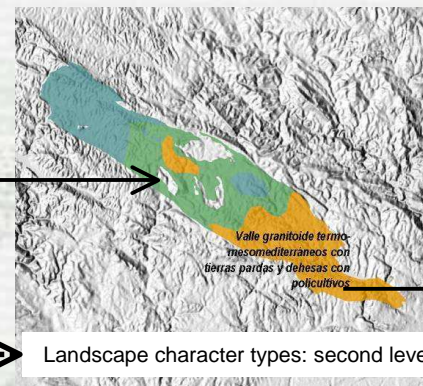 Valle granitoide termo-
mesomediterráneos con
tierras pardas y dehesas con
policultivos
Landscape character types: second leve